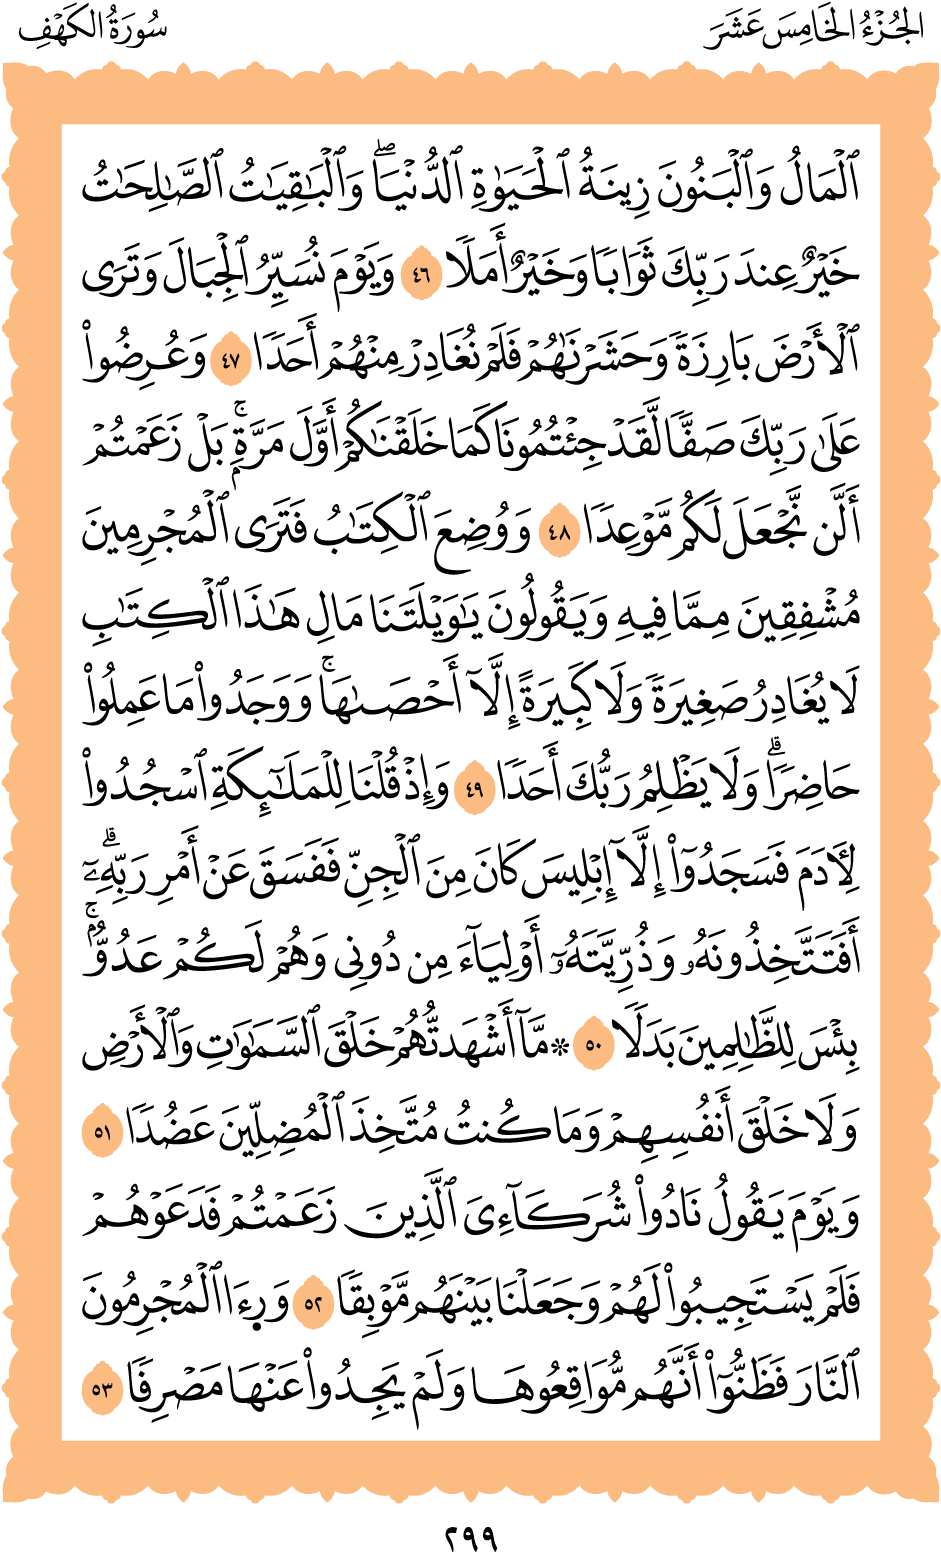 الجُزْءُ الخَامِسَ عَشَرَ
سُورَةُ الكَهْفِ
ٱلْمَالُ وَٱلْبَنُونَ زِينَةُ ٱلْحَيَوٰةِ ٱلدُّنْيَاۖ وَٱلْبَٰقِيَٰتُ ٱلصَّٰلِحَٰتُ
خَيْرٌ عِندَ رَبِّكَ ثَوَابًا وَخَيْرٌ أَمَلًا ٤٦ وَيَوْمَ نُسَيِّرُ ٱلْجِبَالَ وَتَرَى
ٱلْأَرْضَ بَارِزَةً وَحَشَرْنَٰهُمْ فَلَمْ نُغَادِرْ مِنْهُمْ أَحَدًا ٤٧ وَعُرِضُوا۟
عَلَىٰ رَبِّكَ صَفًّا لَّقَدْ جِئْتُمُونَا كَمَا خَلَقْنَٰكُمْ أَوَّلَ مَرَّةٍۭۚ بَلْ زَعَمْتُمْ
أَلَّن نَّجْعَلَ لَكُم مَّوْعِدًا ٤٨ وَوُضِعَ ٱلْكِتَٰبُ فَتَرَى ٱلْمُجْرِمِينَ
مُشْفِقِينَ مِمَّا فِيهِ وَيَقُولُونَ يَٰوَيْلَتَنَا مَالِ هَٰذَا ٱلْكِتَٰبِ
لَا يُغَادِرُ صَغِيرَةً وَلَا كَبِيرَةً إِلَّآ أَحْصَىٰهَاۚ وَوَجَدُوا۟ مَا عَمِلُوا۟
حَاضِرًاۗ وَلَا يَظْلِمُ رَبُّكَ أَحَدًا ٤٩ وَإِذْ قُلْنَا لِلْمَلَٰٓئِكَةِ ٱسْجُدُوا۟
لِأٓدَمَ فَسَجَدُوٓا۟ إِلَّآ إِبْلِيسَ كَانَ مِنَ ٱلْجِنِّ فَفَسَقَ عَنْ أَمْرِ رَبِّهِۦٓۗ
أَفَتَتَّخِذُونَهُۥ وَذُرِّيَّتَهُۥٓ أَوْلِيَآءَ مِن دُونِى وَهُمْ لَكُمْ عَدُوٌّۢۚ
بِئْسَ لِلظَّٰلِمِينَ بَدَلًا ٥٠ ۞ مَّآ أَشْهَدتُّهُمْ خَلْقَ ٱلسَّمَٰوَٰتِ وَٱلْأَرْضِ
وَلَا خَلْقَ أَنفُسِهِمْ وَمَا كُنتُ مُتَّخِذَ ٱلْمُضِلِّينَ عَضُدًا ٥١
وَيَوْمَ يَقُولُ نَادُوا۟ شُرَكَآءِىَ ٱلَّذِينَ زَعَمْتُمْ فَدَعَوْهُمْ
فَلَمْ يَسْتَجِيبُوا۟ لَهُمْ وَجَعَلْنَا بَيْنَهُم مَّوْبِقًا ٥٢ وَرَءَا ٱلْمُجْرِمُونَ
ٱلنَّارَ فَظَنُّوٓا۟ أَنَّهُم مُّوَاقِعُوهَا وَلَمْ يَجِدُوا۟ عَنْهَا مَصْرِفًا ٥٣
٢٩٩